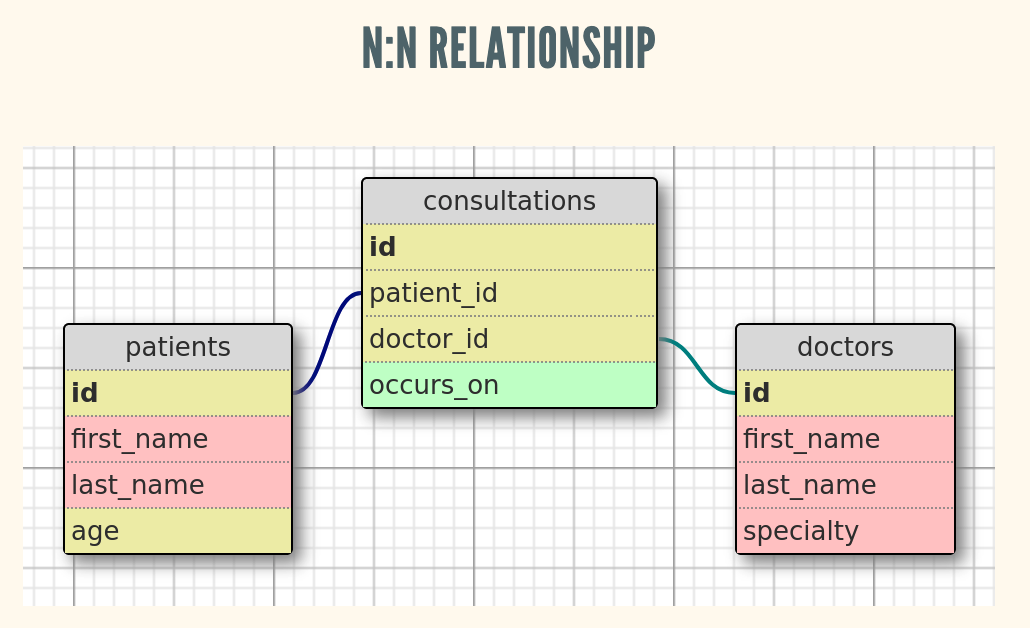 N:N RELATIONSHIP
consultations
id
patient_id
doctor_id
occurs_on
patients
id
first_name
last_name
age
doctors
id
first_name
last_name
specialty